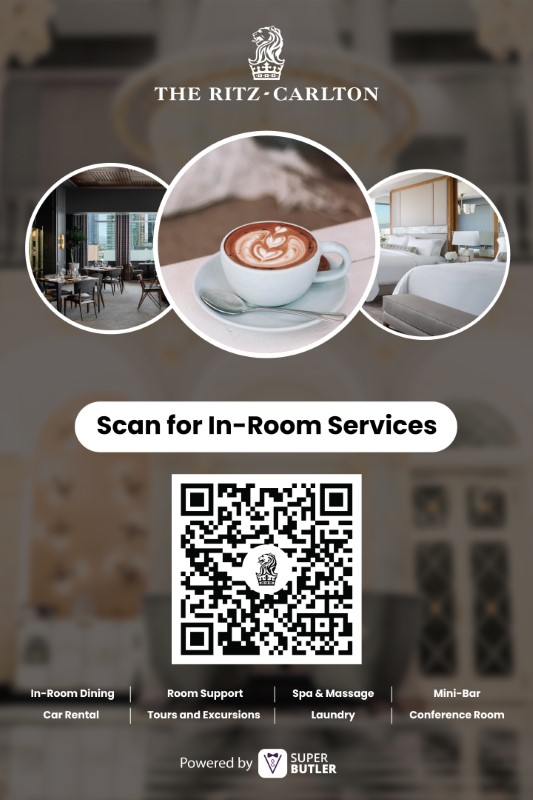 THE RITZ-CARLTON
Scan for In-Room Services
In-Room Dining
Room Support
Spa & Massage
Mini-Bar
Car Rental
Tours and Excursions
Laundry
Conference Room
Powered by SUPER BUTLER